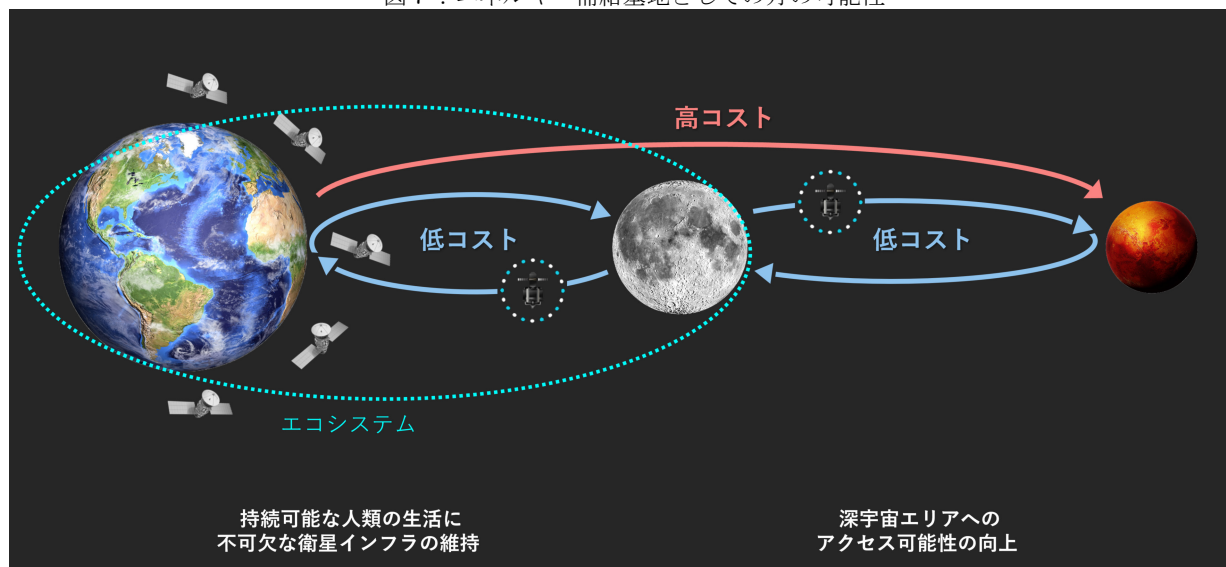 高コスト
低コスト
低コスト
エコシステム
持続可能な人類の生活に
不可欠な衛星インフラの維持
深宇宙エリアへの
アクセス可能性の向上